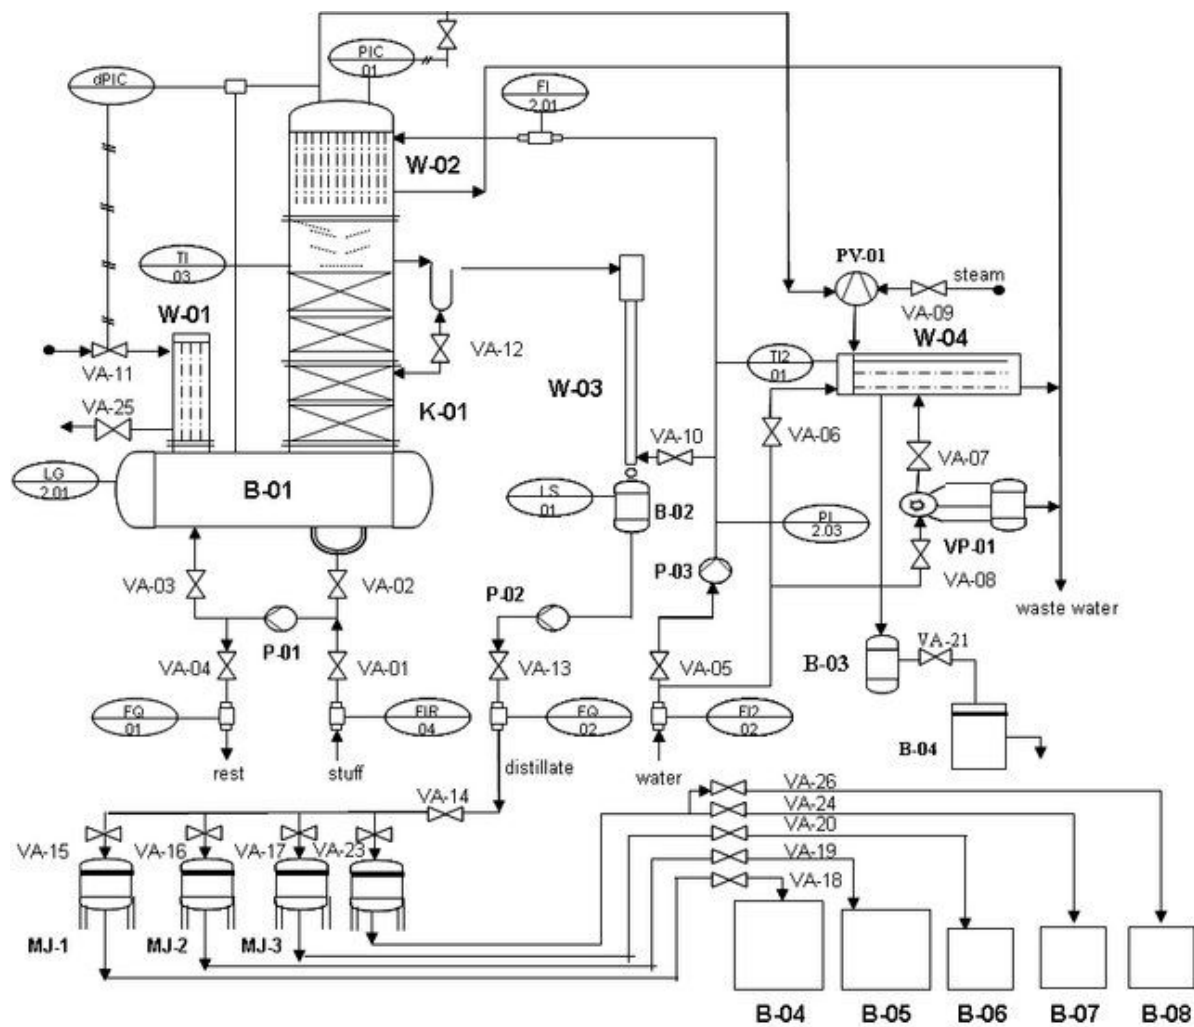 PIC
01
dPIC
FI
2.01
W-02
TI
03
PV-01
steam
VA-09
W-01
W-04
VA-12
TI2
01
VA-11
W-03
VA-25
K-01
VA-10
VA-06
VA-07
LG
2.01
B-01
LS
01
B-02
PI
2.03
VP-01
VA-03
VA-02
P-03
VA-08
P-02
waste water
P-01
VA-21
VA-04
VA-01
VA-13
VA-05
B-03
FQ
01
FIR
04
FQ
02
FI2
02
B-04
rest
stuff
distillate
water
VA-14
VA-26
VA-24
VA-20
VA-15
VA-16
VA-17
VA-23
VA-19
VA-18
MJ-1
MJ-2
MJ-3
B-04
B-05
B-06
B-07
B-08